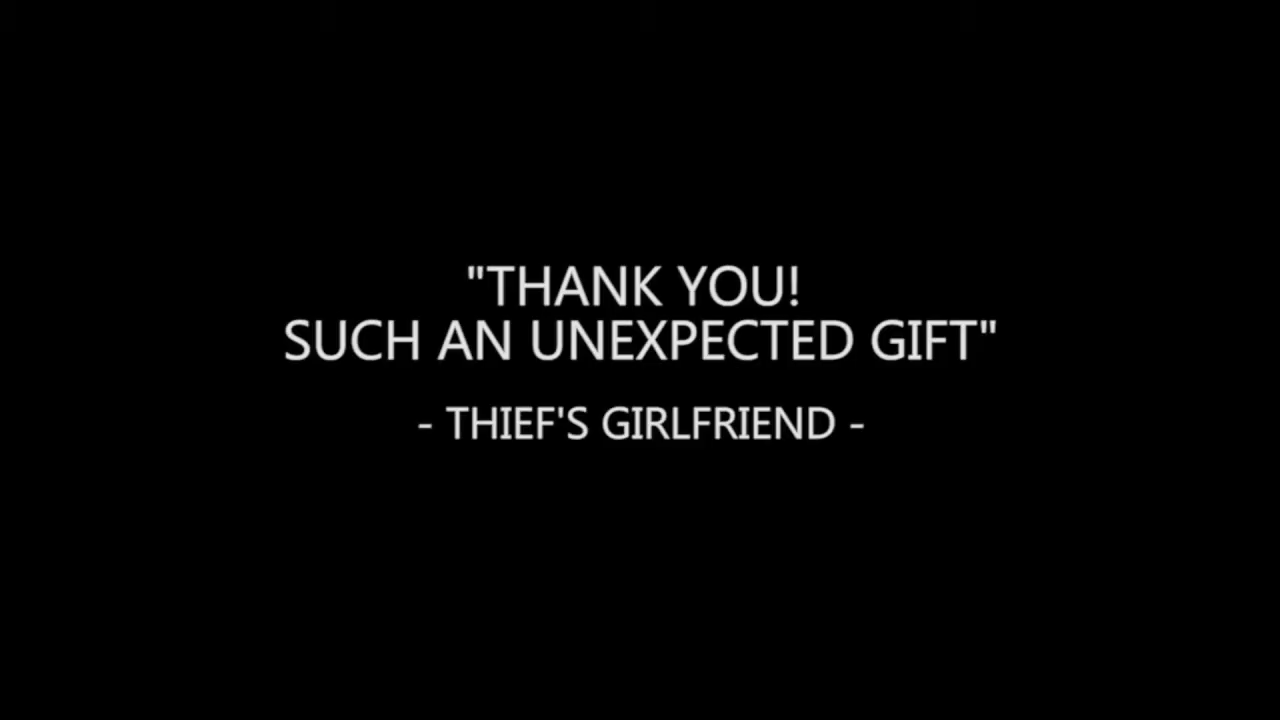 "THANK YOU!
SUCH AN UNEXPECTED GIFT"
- THIEF'S GIRLFRIEND -